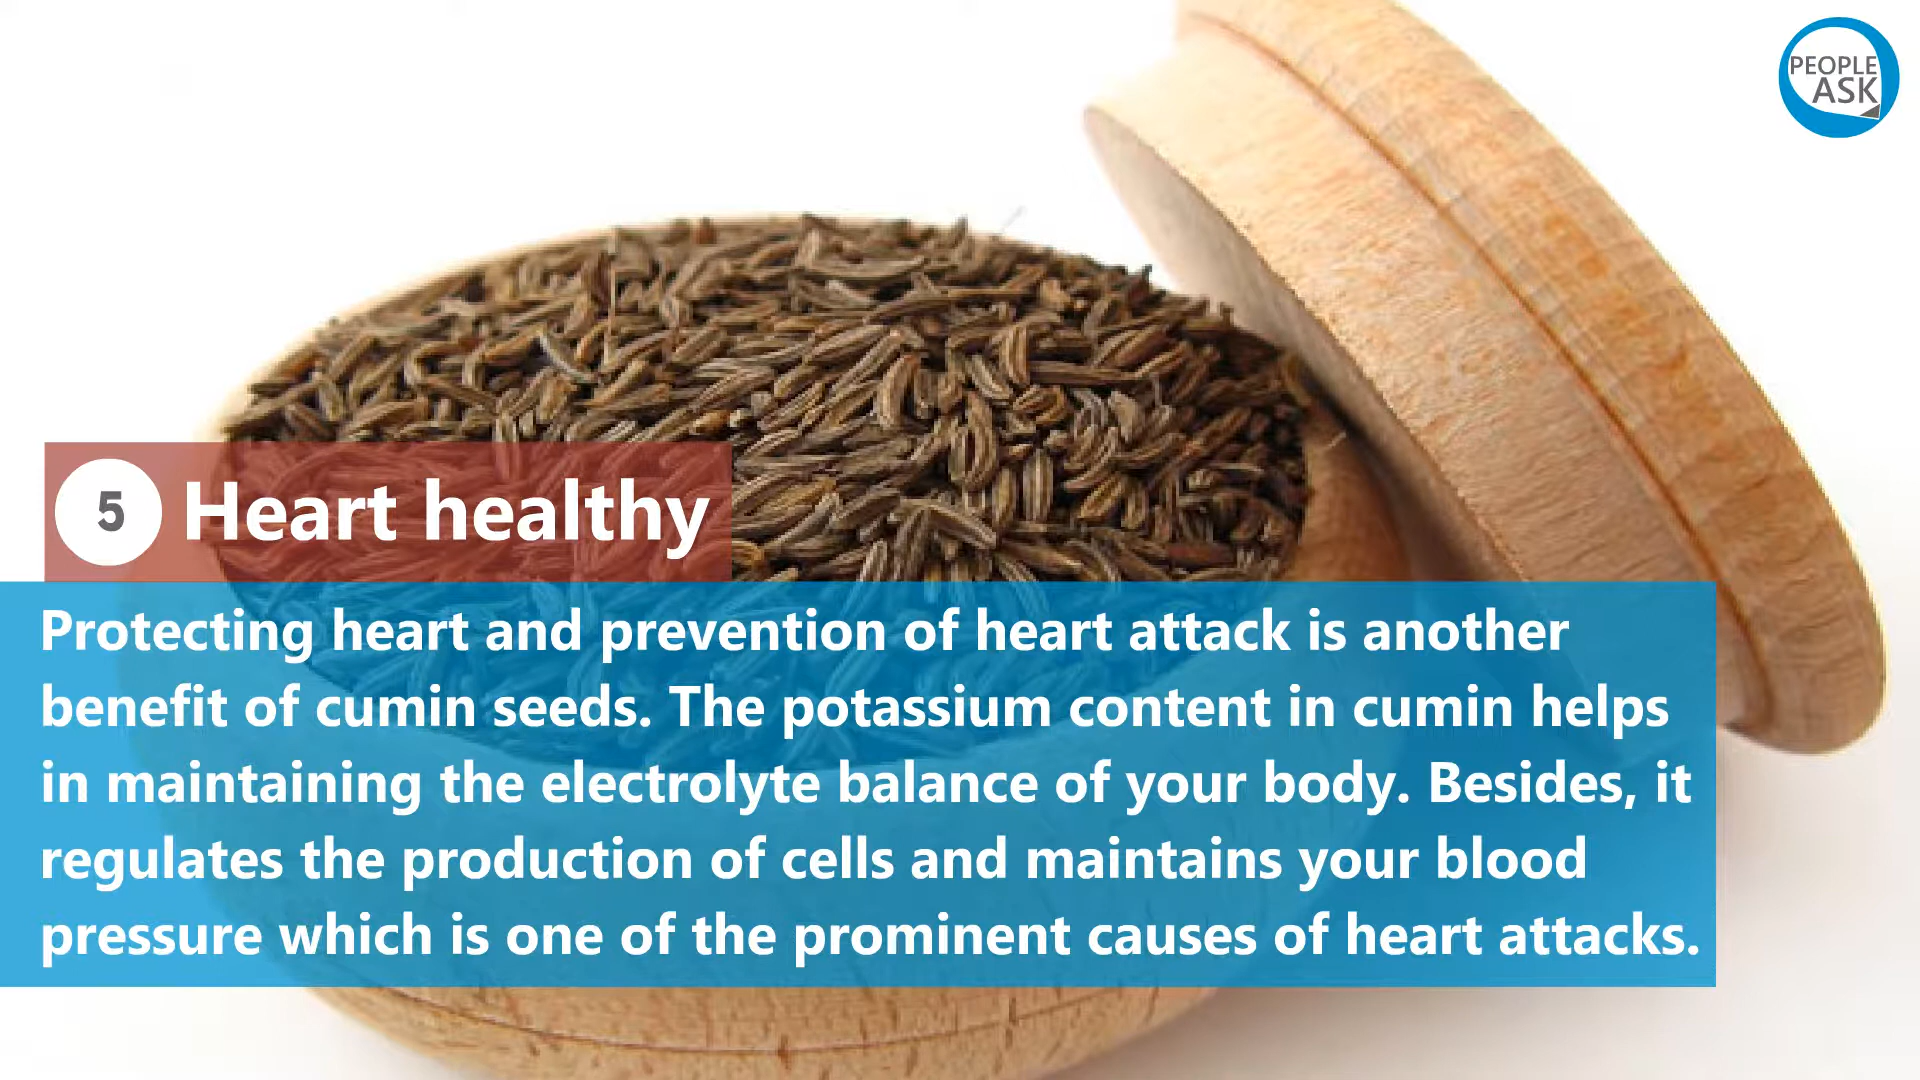 PEOPLE
ASK
5 Heart healthy
Protecting heart and prevention of heart attack is another
benefit of cumin seeds. The potassium content in cumin helps
in maintaining the electrolyte balance of your body. Besides, it
regulates the production of cells and maintains your blood
pressure which is one of the prominent causes of heart attacks.